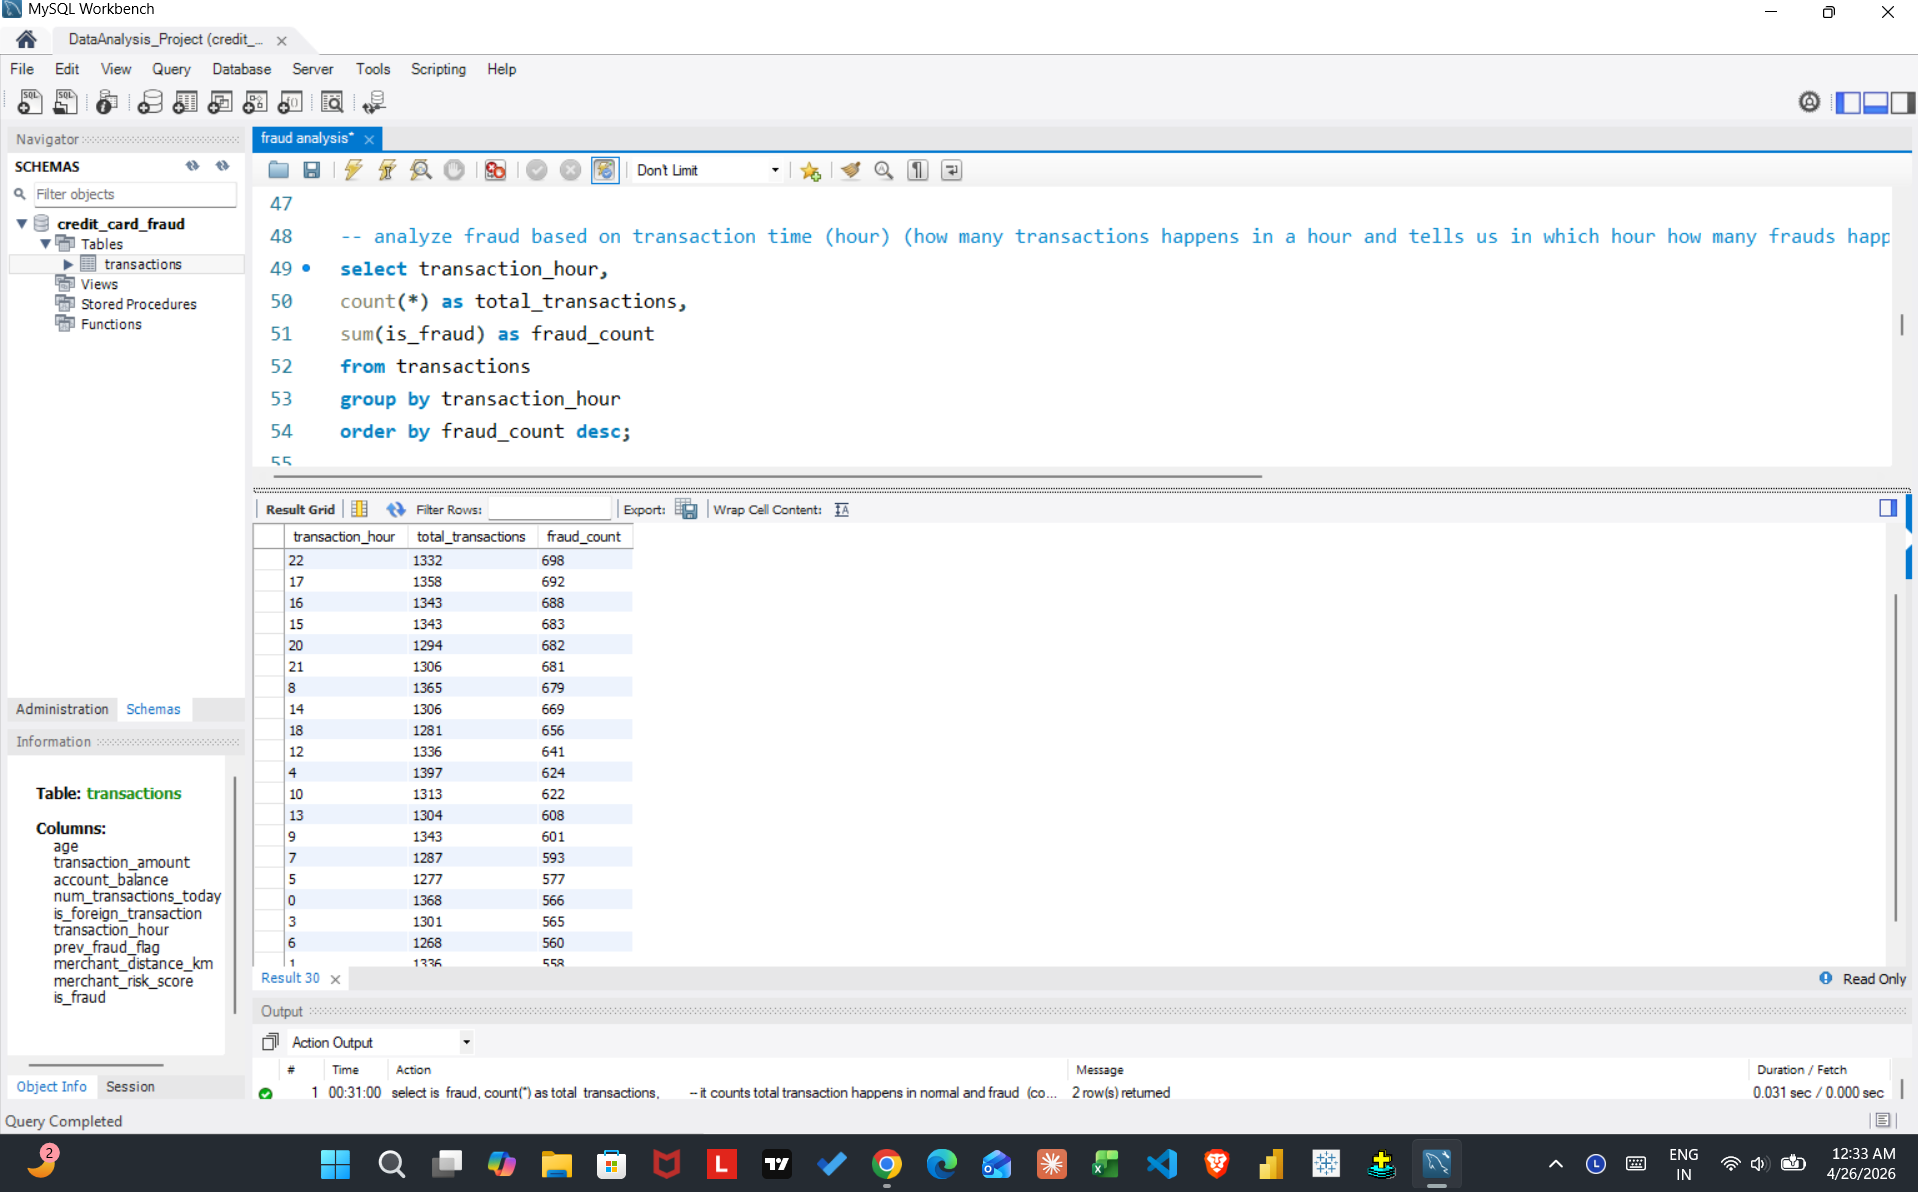 MySQL Workbench
DataAnalysis_Project (credit_...
File Edit View Query Database Server Tools Scripting Help
Navigator
SCHEMAS
Filter objects
credit_card_fraud
Tables
transactions
Views
Stored Procedures
Functions
Administration Schemas
Information
Table: transactions
Columns:
age
transaction_amount
account_balance
num_transactions_today
is_foreign_transaction
transaction_hour
prev_fraud_flag
merchant_distance_km
merchant_risk_score
is_fraud
Object Info Session
fraud analysis*
Don't Limit
47
48 -- analyze fraud based on transaction time (hour) (how many transactions happens in a hour and tells us in which hour how many frauds happ
49 select transaction_hour,
50 count(*) as total_transactions,
51 sum(is_fraud) as fraud_count
52 from transactions
53 group by transaction_hour
54 order by fraud_count desc;
55
Result Grid Filter Rows: Export: Wrap Cell Content:
transaction_hour total_transactions fraud_count
22 1332 698
17 1358 692
16 1343 688
15 1343 683
20 1294 682
21 1306 681
8 1365 679
14 1306 669
18 1281 656
12 1336 641
4 1397 624
10 1313 622
13 1304 608
9 1343 601
7 1287 593
5 1277 577
0 1368 566
3 1301 565
6 1268 560
1 1336 558
Result 30 Read Only
Output
Action Output
# Time Action Message Duration / Fetch
1 00:31:00 select is_fraud, count(*) as total_transactions, -- it counts total transaction happens in normal and fraud (co... 2 row(s) returned 0.031 sec / 0.000 sec
Query Completed
2
ENG
IN
12:33 AM
4/26/2026